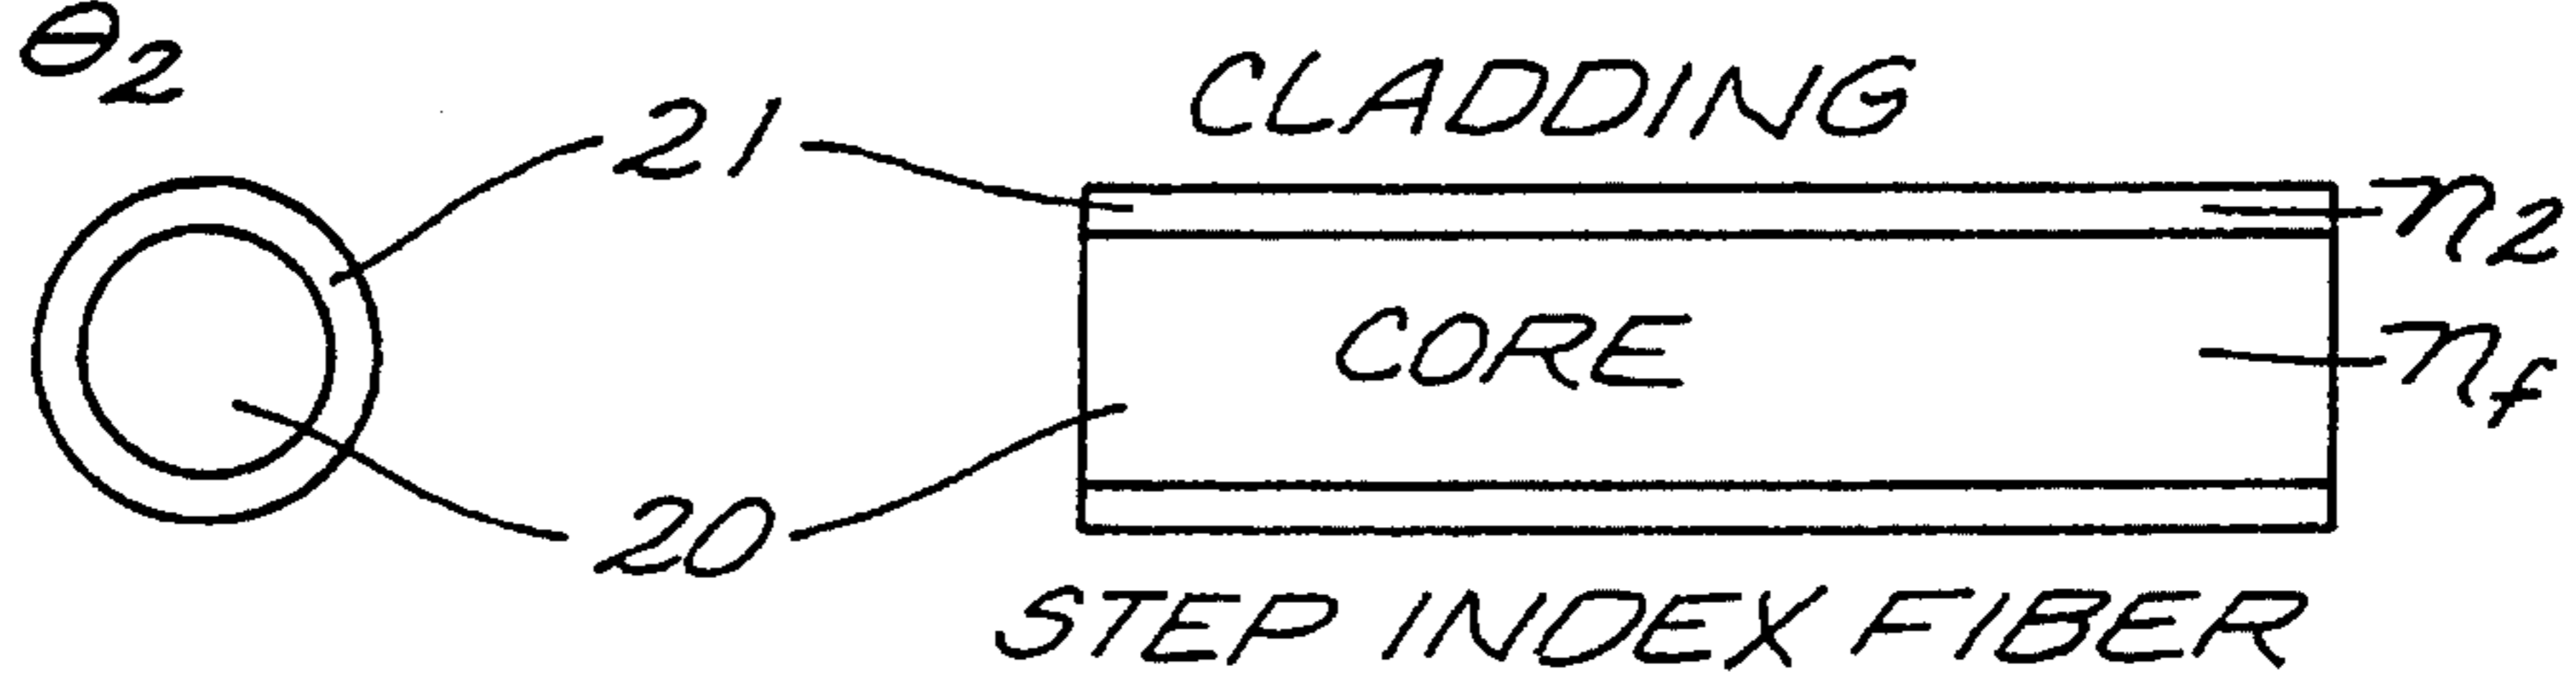 θ2
21
CLADDING
n2
CORE
nf
20
STEP INDEX FIBER